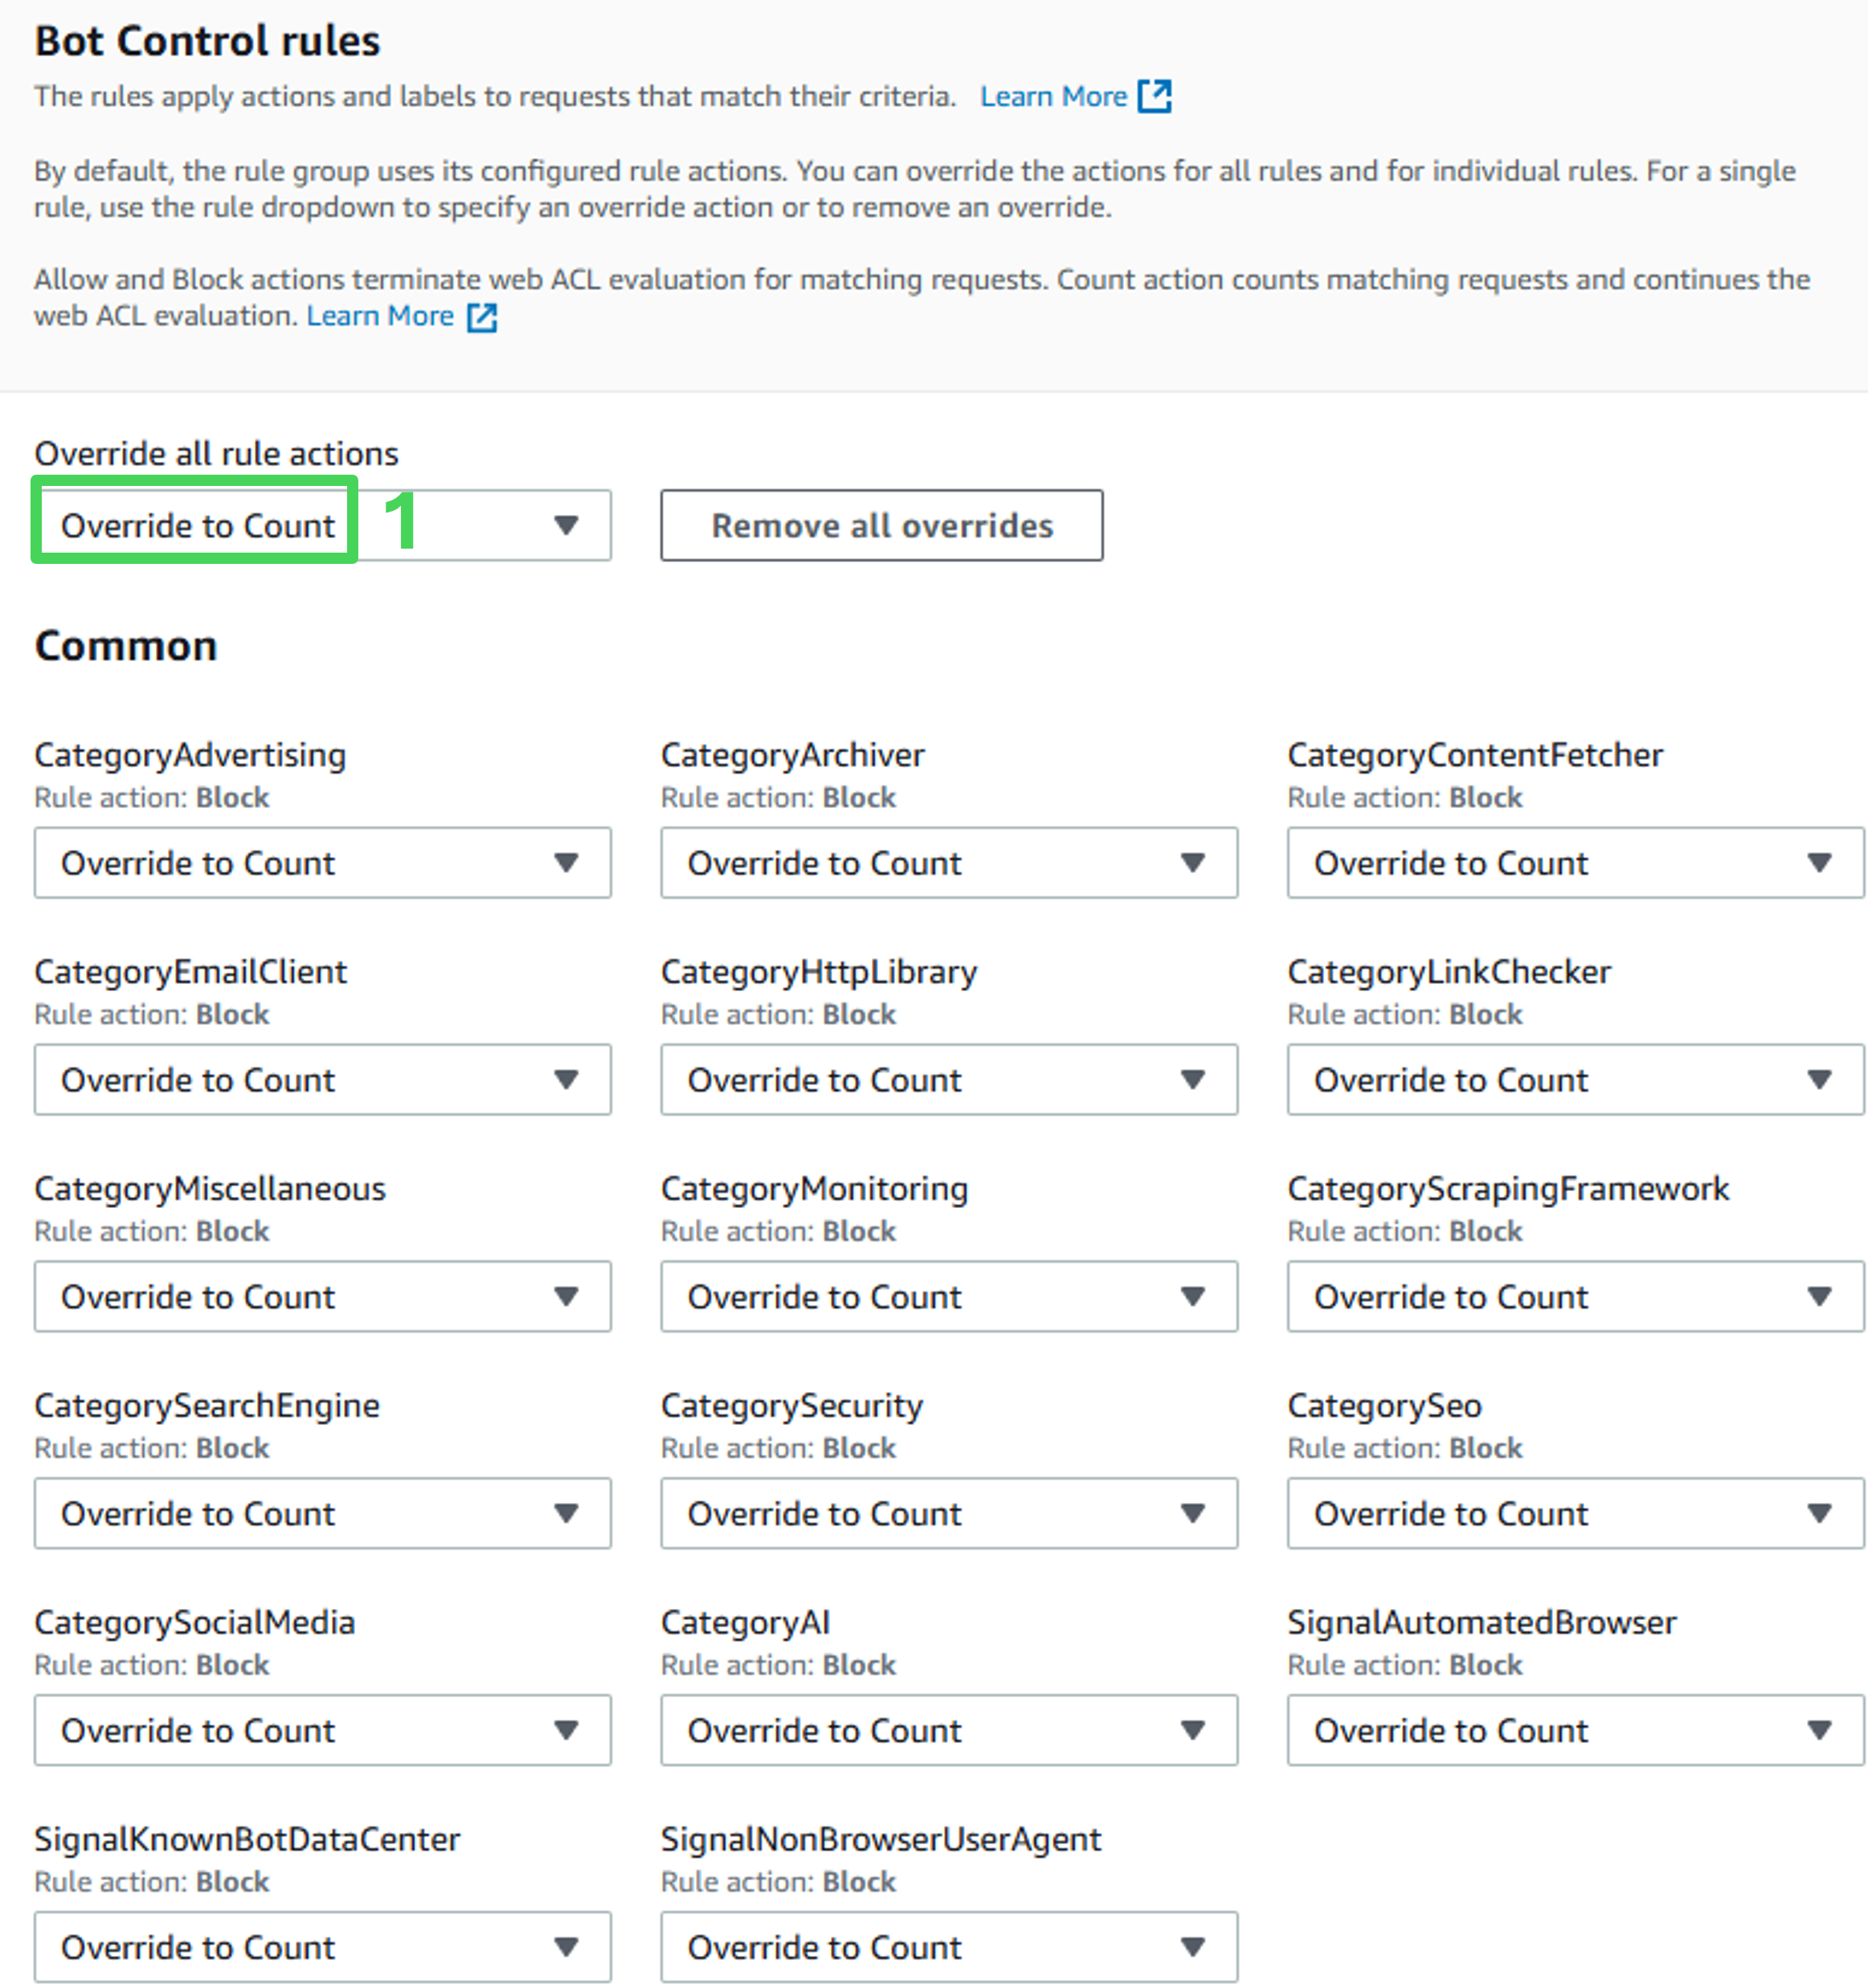 Bot Control rules
The rules apply actions and labels to requests that match their criteria. Learn More
By default, the rule group uses its configured rule actions. You can override the actions for all rules and for individual rules. For a single
rule, use the rule dropdown to specify an override action or to remove an override.
Allow and Block actions terminate web ACL evaluation for matching requests. Count action counts matching requests and continues the
web ACL evaluation. Learn More
Override all rule actions
Override to Count 1 Remove all overrides
Common
CategoryAdvertising CategoryArchiver CategoryContentFetcher
Rule action: Block Rule action: Block Rule action: Block
Override to Count Override to Count Override to Count
CategoryEmailClient CategoryHttpLibrary CategoryLinkChecker
Rule action: Block Rule action: Block Rule action: Block
Override to Count Override to Count Override to Count
CategoryMiscellaneous CategoryMonitoring CategoryScrapingFramework
Rule action: Block Rule action: Block Rule action: Block
Override to Count Override to Count Override to Count
CategorySearchEngine CategorySecurity CategorySeo
Rule action: Block Rule action: Block Rule action: Block
Override to Count Override to Count Override to Count
CategorySocialMedia CategoryAI SignalAutomatedBrowser
Rule action: Block Rule action: Block Rule action: Block
Override to Count Override to Count Override to Count
SignalKnownBotDataCenter SignalNonBrowserUserAgent
Rule action: Block Rule action: Block
Override to Count Override to Count